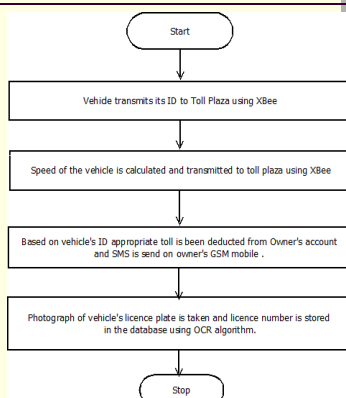 Start
Vehicle transmits its ID to Toll Plaza using XBee
Speed of the vehicle is calculated and transmitted to toll plaza using XBee
Based on vehicle's ID appropriate toll is been deducted from Owner's account
and SMS is send on owner's GSM mobile .
Photograph of vehicle's licence plate is taken and licence number is stored
in the database using OCR algorithm.
Stop